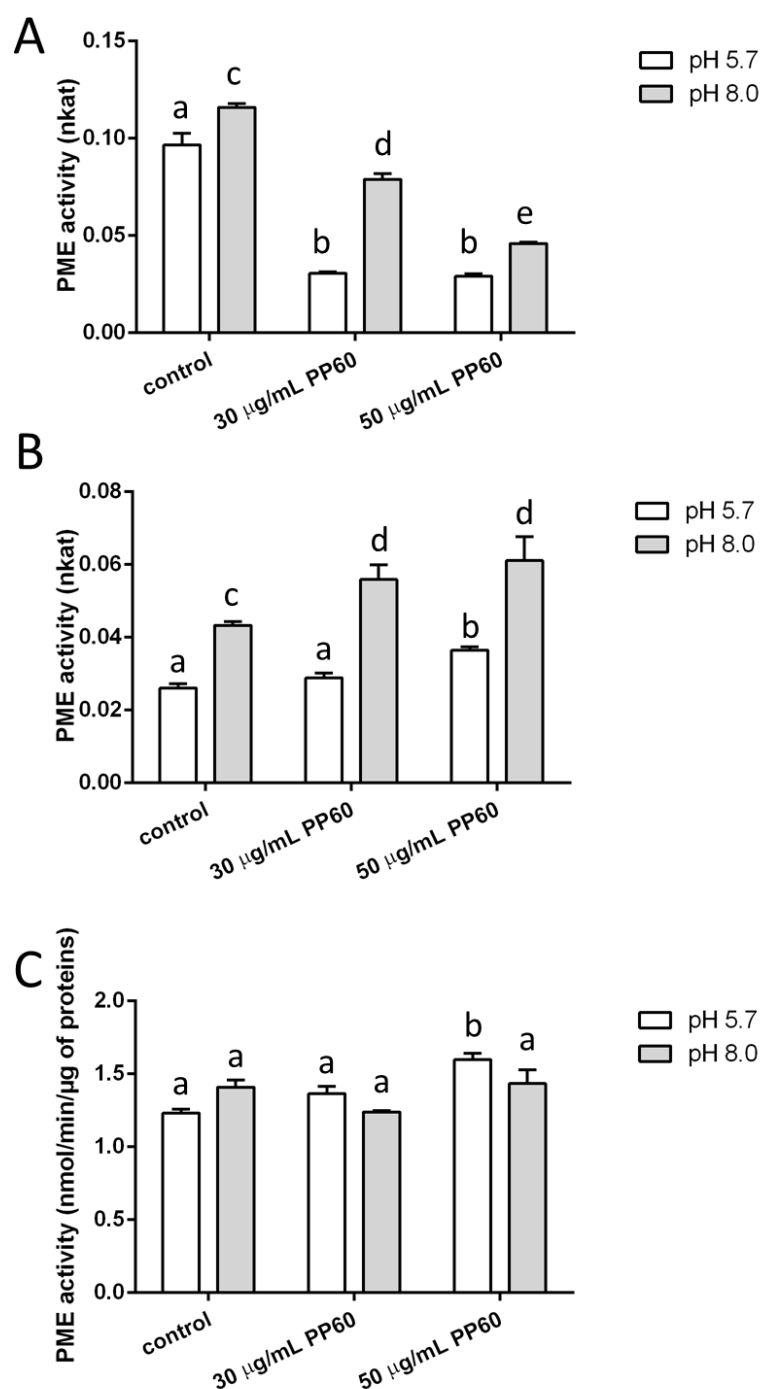 A
PME activity (nkat)
0.15
0.10
0.05
0.00
a
c
b
d
b
e
control
30 μg/mL PP60
50 μg/mL PP60
pH 5.7
pH 8.0
B
PME activity (nkat)
0.08
0.06
0.04
0.02
0.00
a
c
a
d
b
d
control
30 μg/mL PP60
50 μg/mL PP60
pH 5.7
pH 8.0
C
PME activity (nmol/min/μg of proteins)
2.0
1.5
1.0
0.5
0.0
a
a
a
a
b
a
control
30 μg/mL PP60
50 μg/mL PP60
pH 5.7
pH 8.0